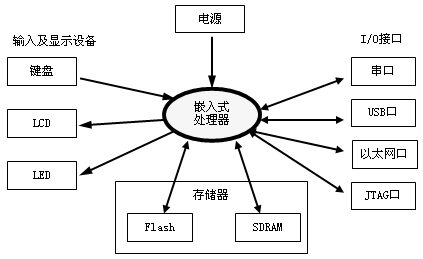 电源
输入及显示设备
I/O接口
键盘
串口
嵌入式
处理器
LCD
USB口
LED
以太网口
存储器
JTAG口
Flash
SDRAM